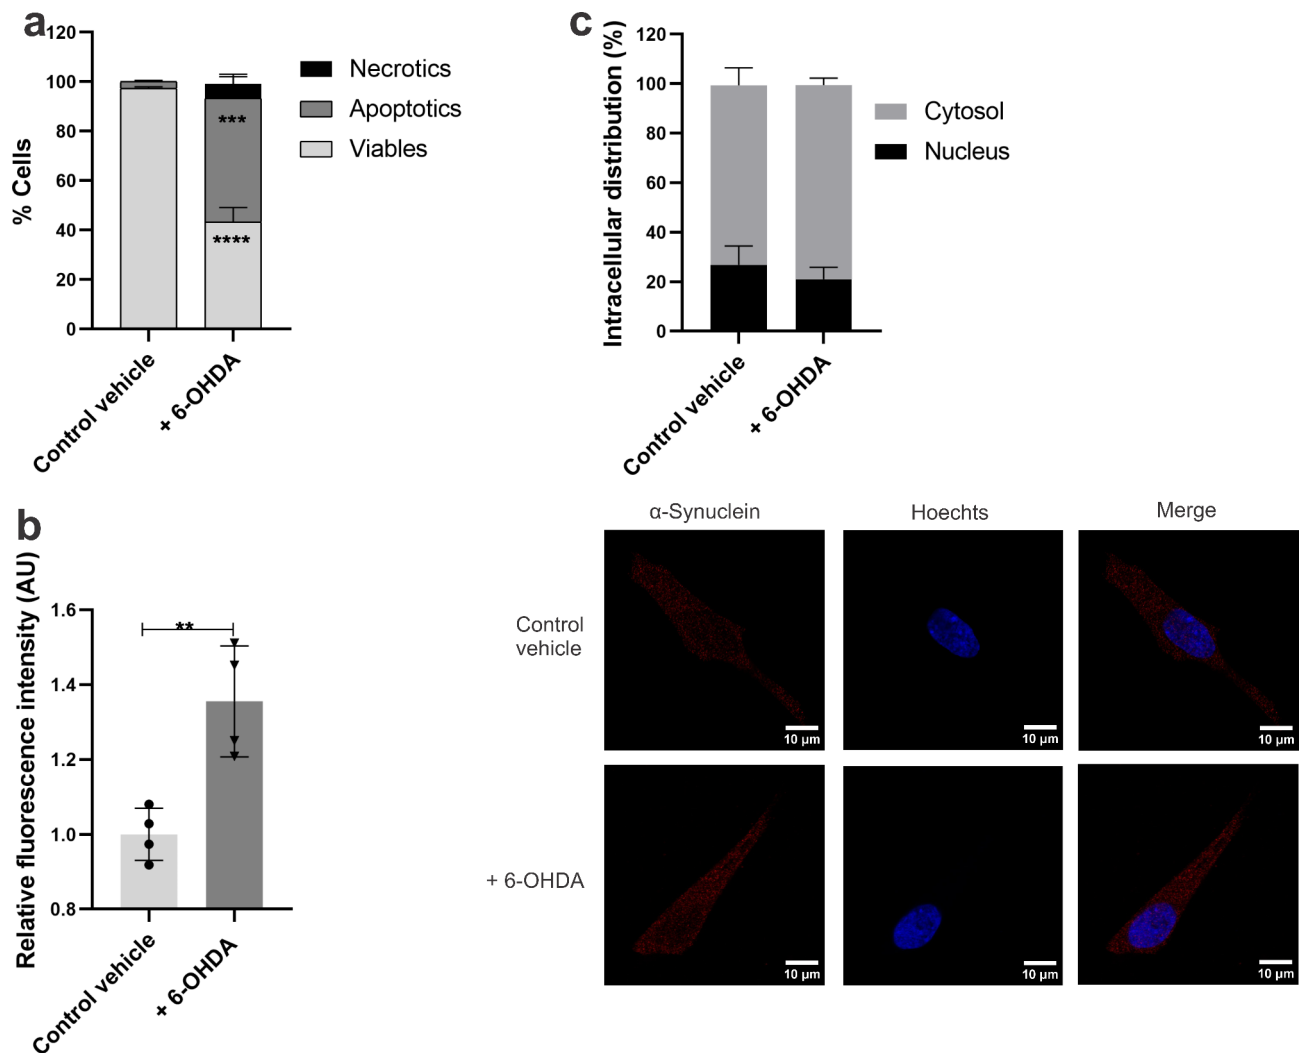 a
% Cells
120
100
80
60
40
20
0
***
****
Control vehicle
+ 6-OHDA
Necrotics
Apoptotics
Viables
c
Intracellular distribution (%)
120
100
80
60
40
20
0
Control vehicle
+ 6-OHDA
Cytosol
Nucleus
b
Relative fluorescence intensity (AU)
1.6
1.4
1.2
1.0
0.8
**
Control vehicle
+ 6-OHDA
α-Synuclein
Hoechts
Merge
Control
vehicle
10 µm
10 µm
10 µm
+ 6-OHDA
10 µm
10 µm
10 µm